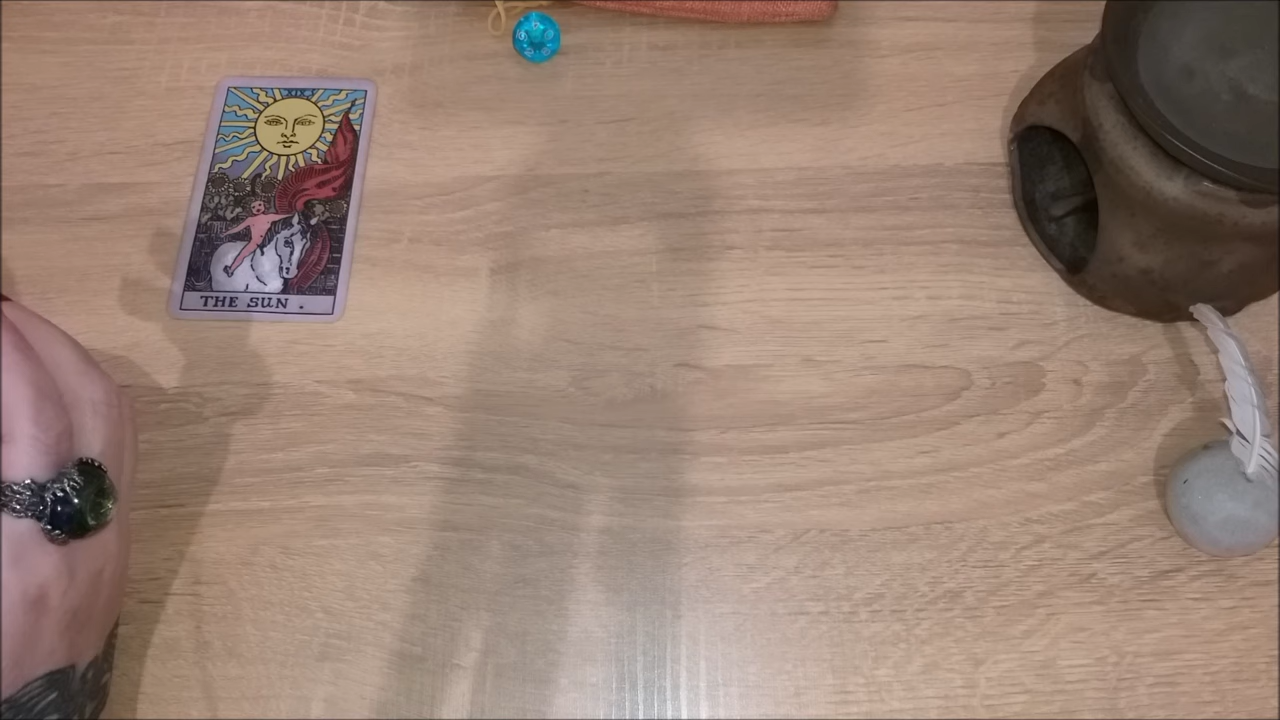 XIX
THE SUN .